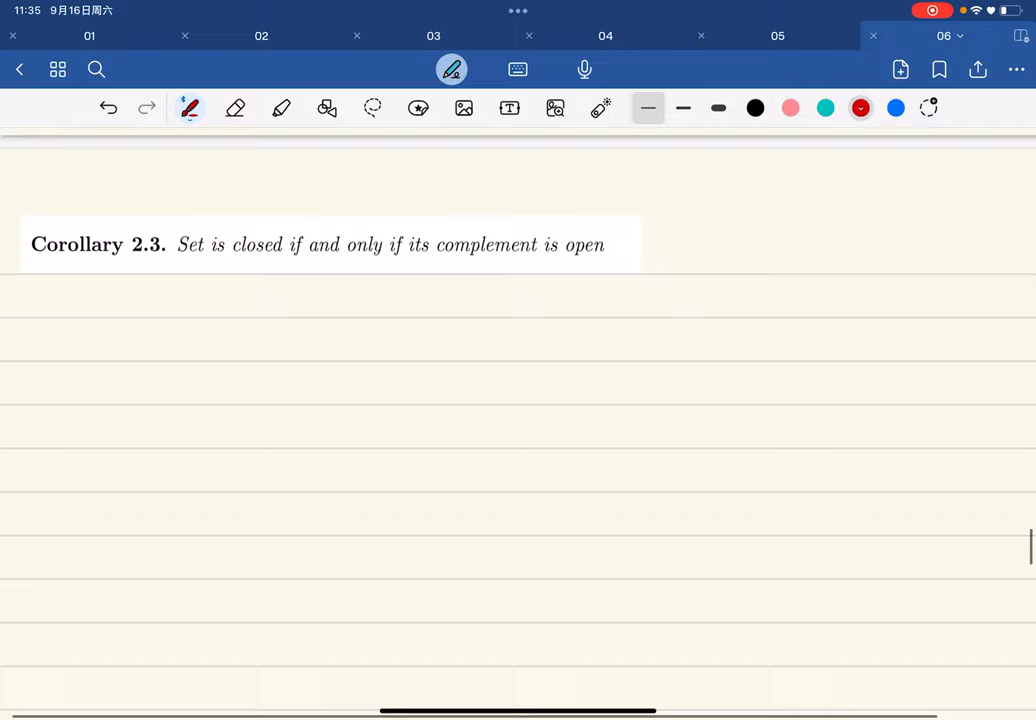 11:35 9月16日周六
01 02 03 04 05 06
Corollary 2.3. Set is closed if and only if its complement is open